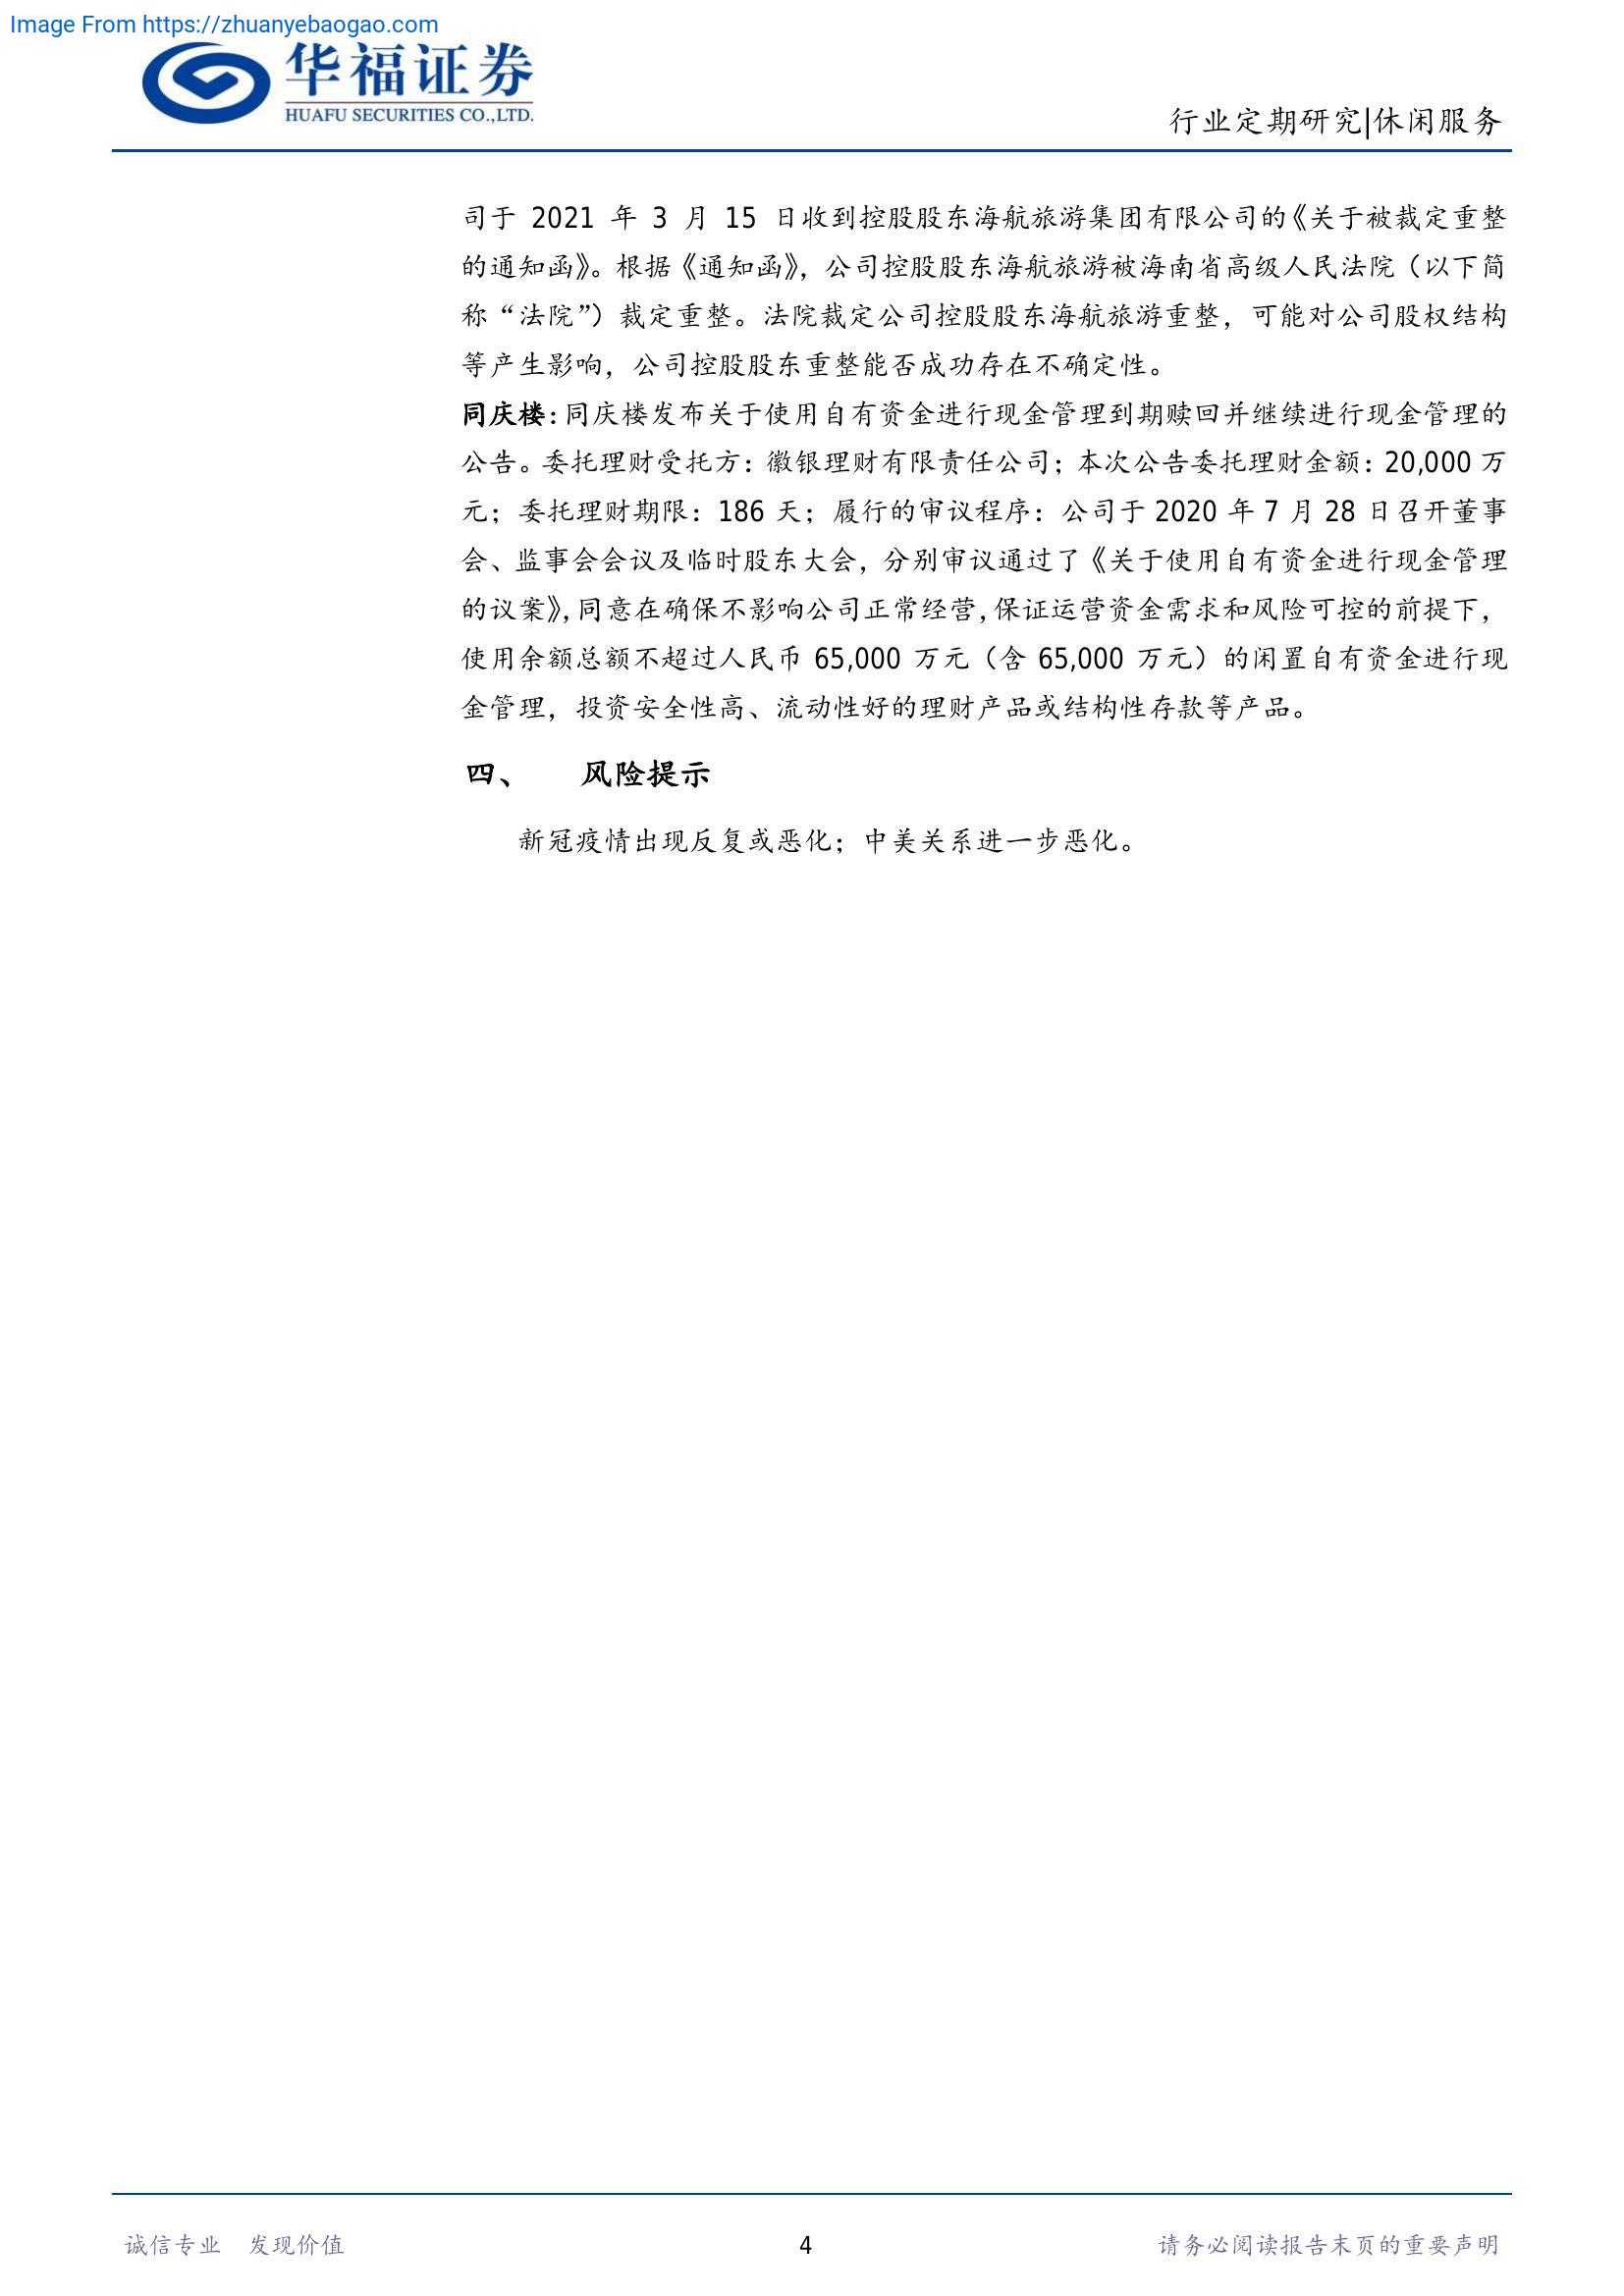 Image From https://zhuanyebaogao.com
华福证券
HUAFU SECURITIES CO.,LTD.
行业定期研究|休闲服务
司于 2021 年 3 月 15 日收到控股股东海航旅游集团有限公司的《关于被裁定重整
的通知函》。根据《通知函》，公司控股股东海航旅游被海南省高级人民法院（以下简
称“法院”）裁定重整。法院裁定公司控股股东海航旅游重整，可能对公司股权结构
等产生影响，公司控股股东重整能否成功存在不确定性。
同庆楼：同庆楼发布关于使用自有资金进行现金管理到期赎回并继续进行现金管理的
公告。委托理财受托方：徽银理财有限责任公司；本次公告委托理财金额：20,000 万
元；委托理财期限：186 天；履行的审议程序：公司于 2020 年 7 月 28 日召开董事
会、监事会会议及临时股东大会，分别审议通过了《关于使用自有资金进行现金管理
的议案》，同意在确保不影响公司正常经营，保证运营资金需求和风险可控的前提下，
使用余额总额不超过人民币 65,000 万元（含 65,000 万元）的闲置自有资金进行现
金管理，投资安全性高、流动性好的理财产品或结构性存款等产品。
四、 风险提示
新冠疫情出现反复或恶化；中美关系进一步恶化。
诚信专业 发现价值
4
请务必阅读报告末页的重要声明